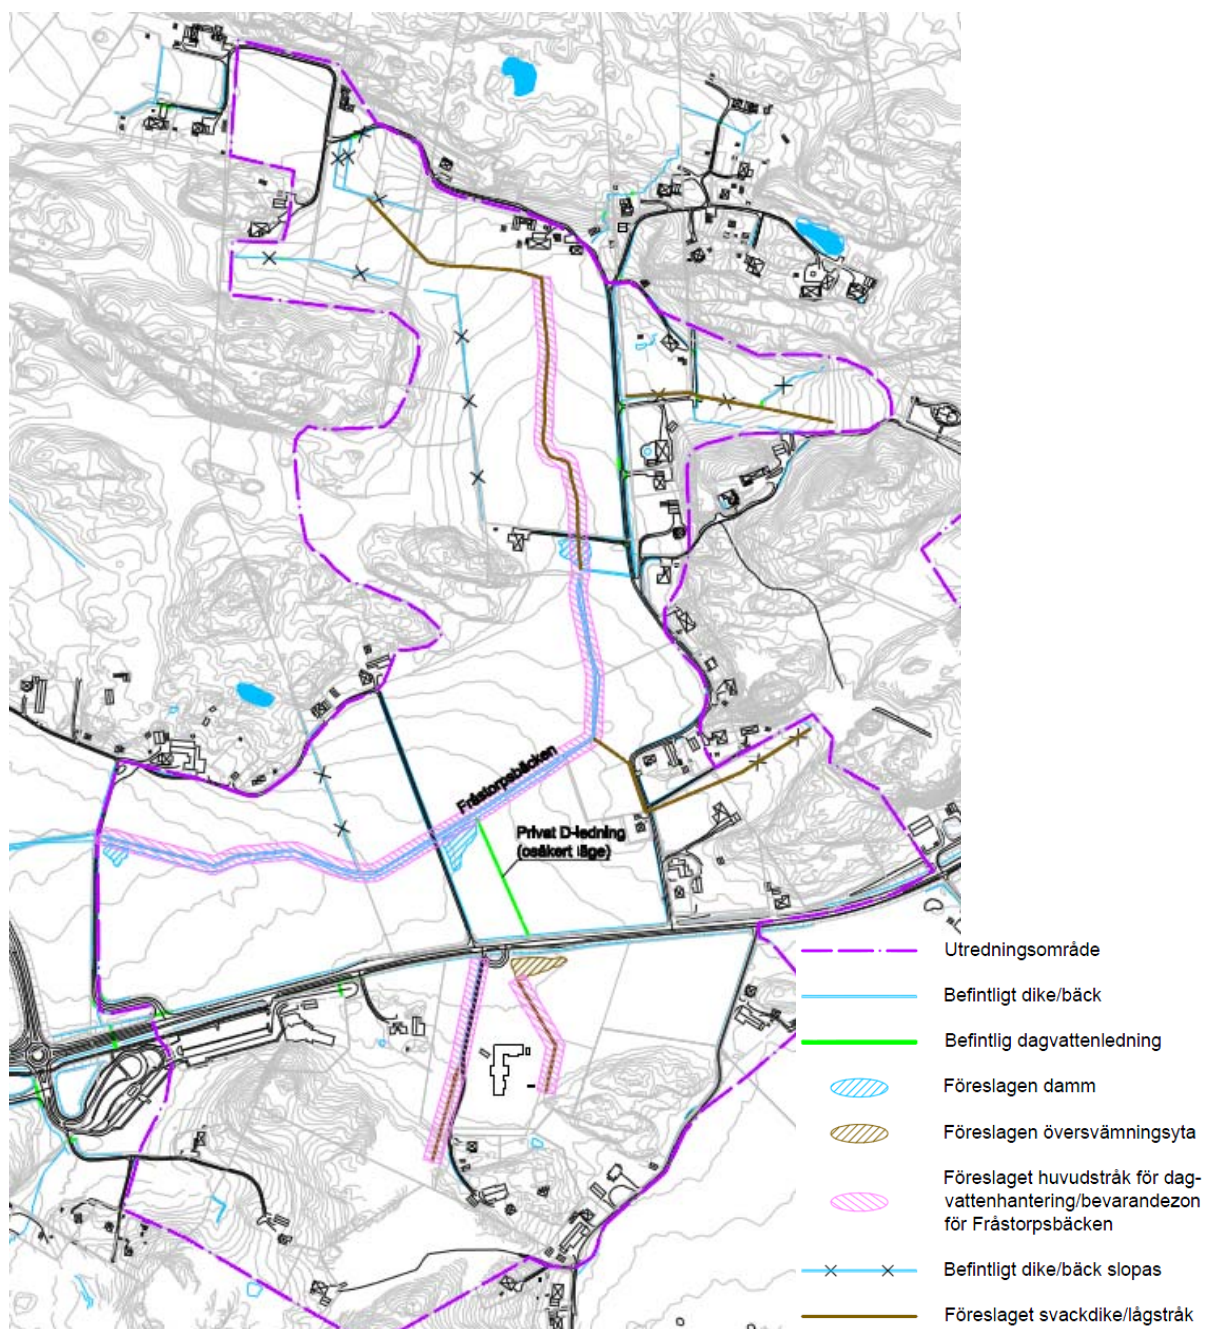 Fråstorpsbäcken
Privat D-ledning
(osäkert läge)
Utredningsområde
Befintligt dike/bäck
Befintlig dagvattenledning
Föreslagen damm
Föreslagen översvämningsyta
Föreslaget huvudstråk för dag-
vattenhantering/bevarandezon
för Fråstorpsbäcken
Befintligt dike/bäck slopas
Föreslaget svackdike/lågstråk